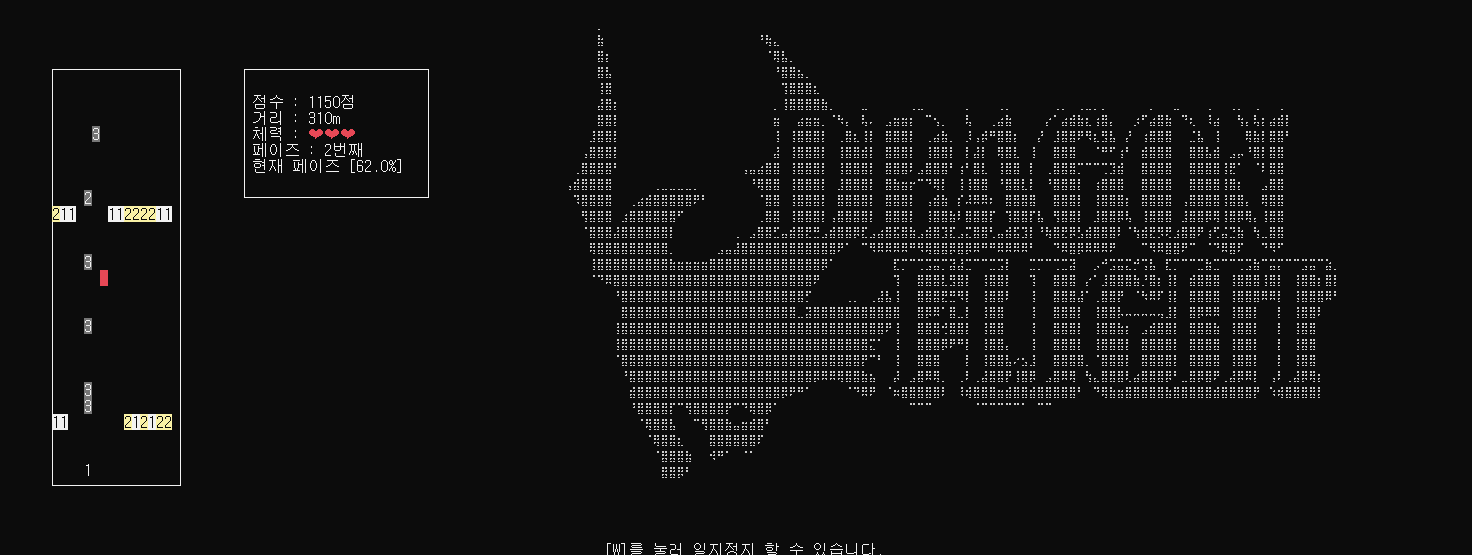 3
2
211 11222211
3
3
3
3
11 212122
1
점수 : 1150점
거리 : 310m
체력 : ❤❤❤
페이즈 : 2번째
현재 페이즈 [62.0%]
DRAGON
FLIGHT
[W]를 눌러 일지정지 할 수 있습니다.